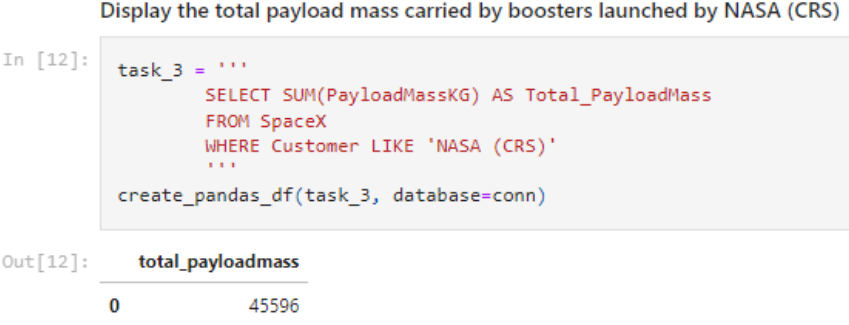 Display the total payload mass carried by boosters launched by NASA (CRS)
In [12]:
task_3 = '''
SELECT SUM(PayloadMassKG) AS Total_PayloadMass
FROM SpaceX
WHERE Customer LIKE 'NASA (CRS)'
'''
create_pandas_df(task_3, database=conn)
Out[12]:
total_payloadmass
0 45596